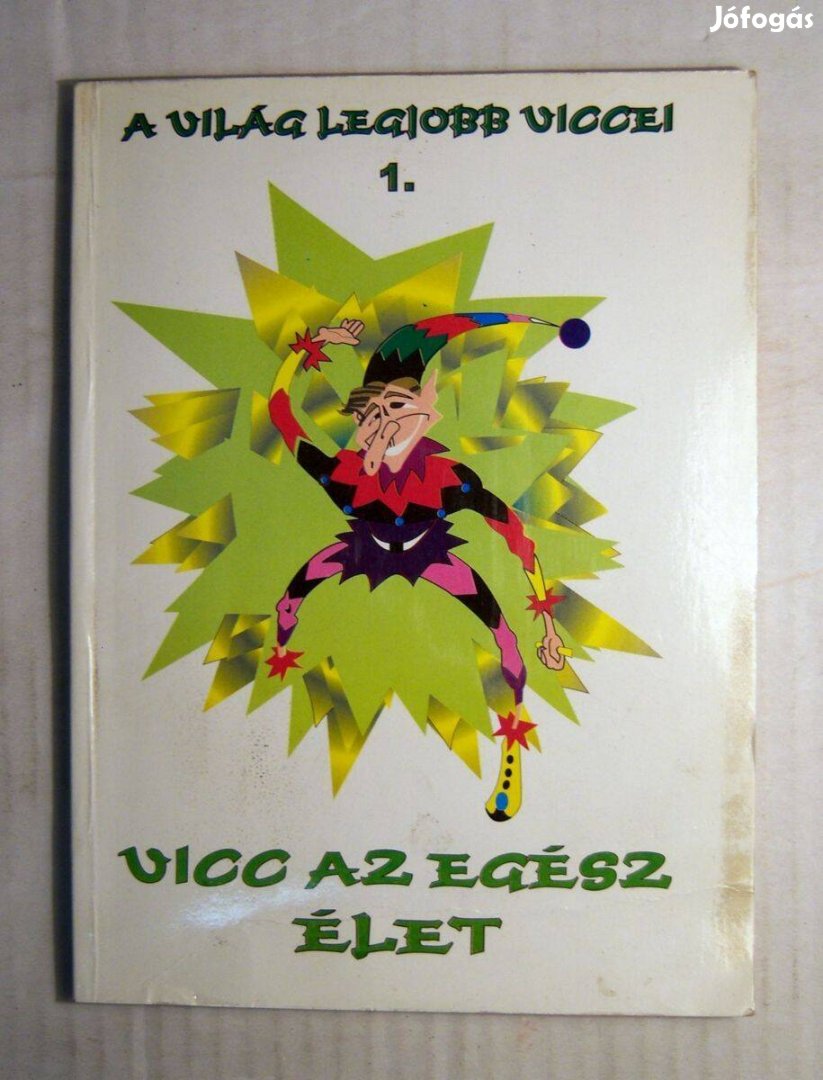 Jófogás
A VILÁG LEGJOBB VICCEI
1.
VICC AZ EGÉSZ
ÉLET